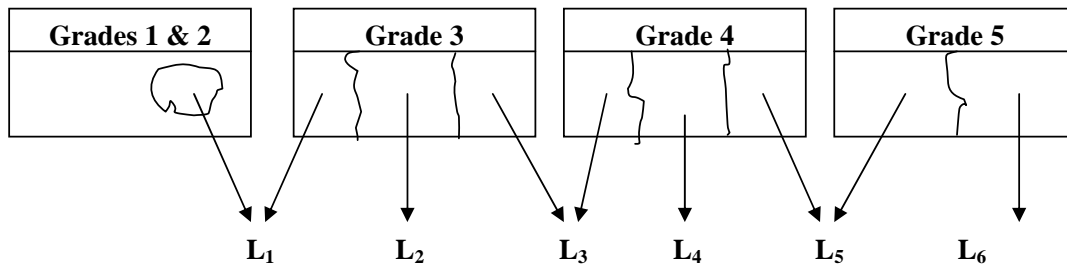 Grades 1 & 2 Grade 3 Grade 4 Grade 5
L₁ L₂ L₃ L₄ L₅ L₆